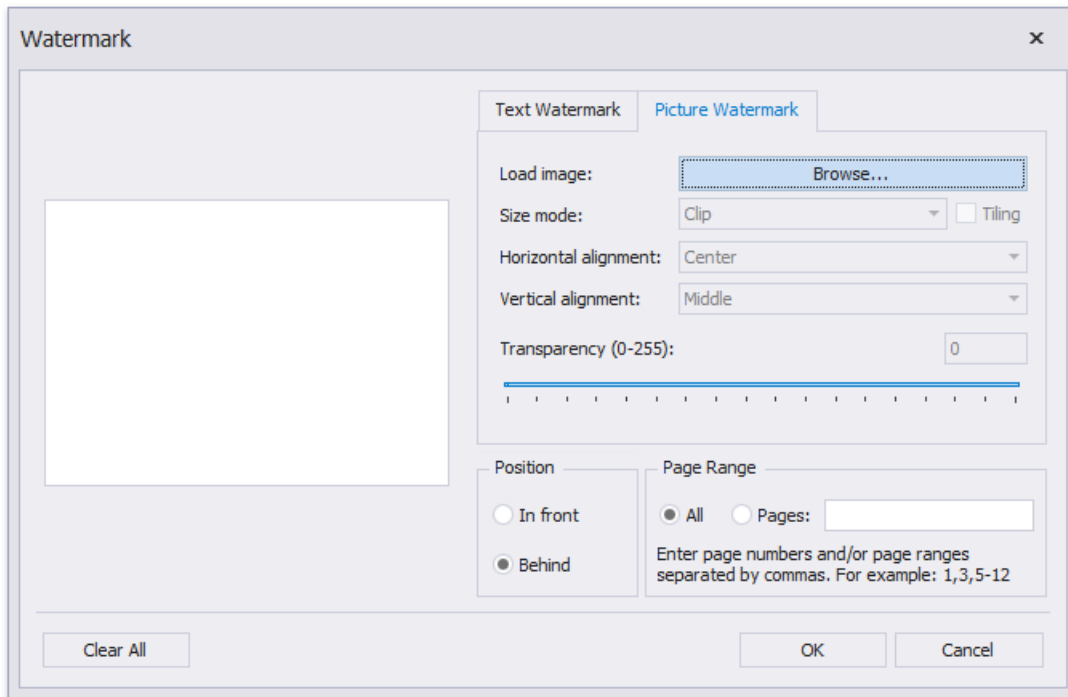 Watermark
Text Watermark
Picture Watermark
Load image:
Browse...
Size mode:
Clip
Tiling
Horizontal alignment:
Center
Vertical alignment:
Middle
Transparency (0-255):
0
Position
In front
Behind
Page Range
All
Pages:
Enter page numbers and/or page ranges
separated by commas. For example: 1,3,5-12
Clear All
OK
Cancel